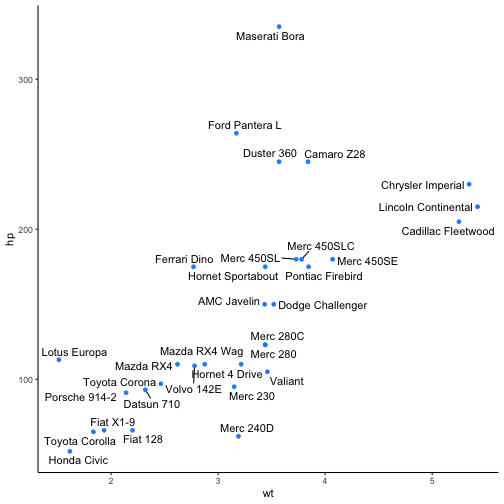 Maserati Bora
300
Ford Pantera L
Duster 360
Camaro Z28
Chrysler Imperial
Lincoln Continental
200
Cadillac Fleetwood
Merc 450SLC
Ferrari Dino
Merc 450SL
Merc 450SE
Hornet Sportabout
Pontiac Firebird
hp
AMC Javelin
Dodge Challenger
Merc 280C
Lotus Europa
Mazda RX4 Wag
Merc 280
Mazda RX4
Hornet 4 Drive
100
Toyota Corona
Valiant
Volvo 142E
Porsche 914-2
Merc 230
Datsun 710
Fiat X1-9
Merc 240D
Toyota Corolla
Fiat 128
Honda Civic
2
3
4
5
wt